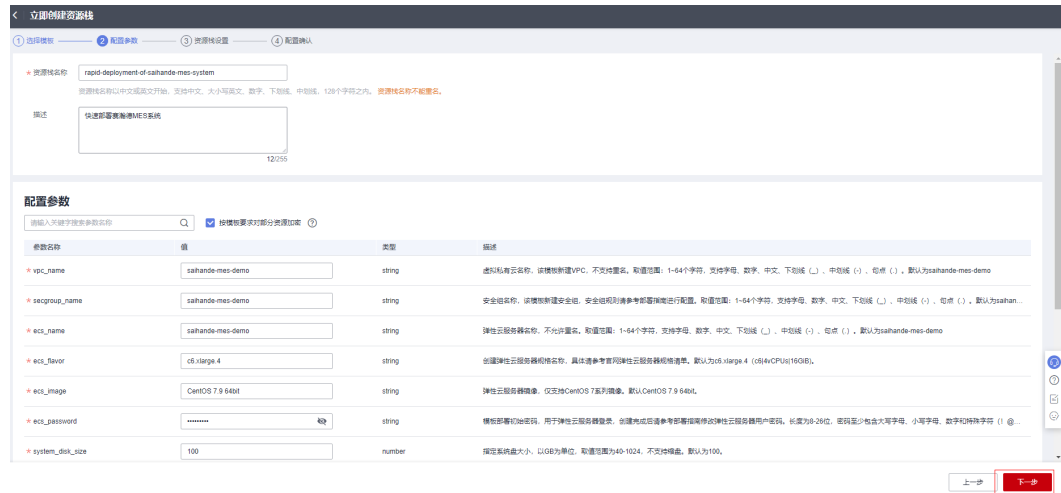 立即创建资源栈
1 选择模板
2 配置参数
3 资源栈设置
4 配置确认
* 资源栈名称
rapid-deployment-of-saihande-mes-system
资源栈名称以中文或英文开始，支持中文、大小写英文、数字、下划线、中划线，128个字符之内。资源栈名称不能重名。
描述
快速部署赛瀚德MES系统
12/255
配置参数
请输入关键字搜索参数名称
按模板要求对部分资源加密
参数名称 值 类型 描述
* vpc_name saihande-mes-demo string 虚拟私有云名称，该模板新建VPC，不支持重名。取值范围：1~64个字符，支持字母、数字、中文、下划线（_）、中划线（-）、句点（.）。默认为saihande-mes-demo
* secgroup_name saihande-mes-demo string 安全组名称，该模板新建安全组，安全组规则请参考部署指南进行配置。取值范围：1~64个字符，支持字母、数字、中文、下划线（_）、中划线（-）、句点（.）。默认为saihan...
* ecs_name saihande-mes-demo string 弹性云服务器名称，不允许重名。取值范围：1~64个字符，支持字母、数字、中文、下划线（_）、中划线（-）、句点（.）。默认为saihande-mes-demo
* ecs_flavor c6.xlarge.4 string 创建弹性云服务器规格名称，具体请参考官网弹性云服务器规格清单。默认为c6.xlarge.4（c6|4vCPUs|16GiB)。
* ecs_image CentOS 7.9 64bit string 弹性云服务器镜像，仅支持CentOS 7系列镜像。默认CentOS 7.9 64bit。
* ecs_password ········· string 模板部署初始密码，用于弹性云服务器登录，创建完成后请参考部署指南修改弹性云服务器用户密码。长度为8-26位，密码至少包含大写字母、小写字母、数字和特殊字符（! @...
* system_disk_size 100 number 指定系统盘大小，以GB为单位，取值范围为40-1024，不支持缩盘。默认为100。
上一步
下一步